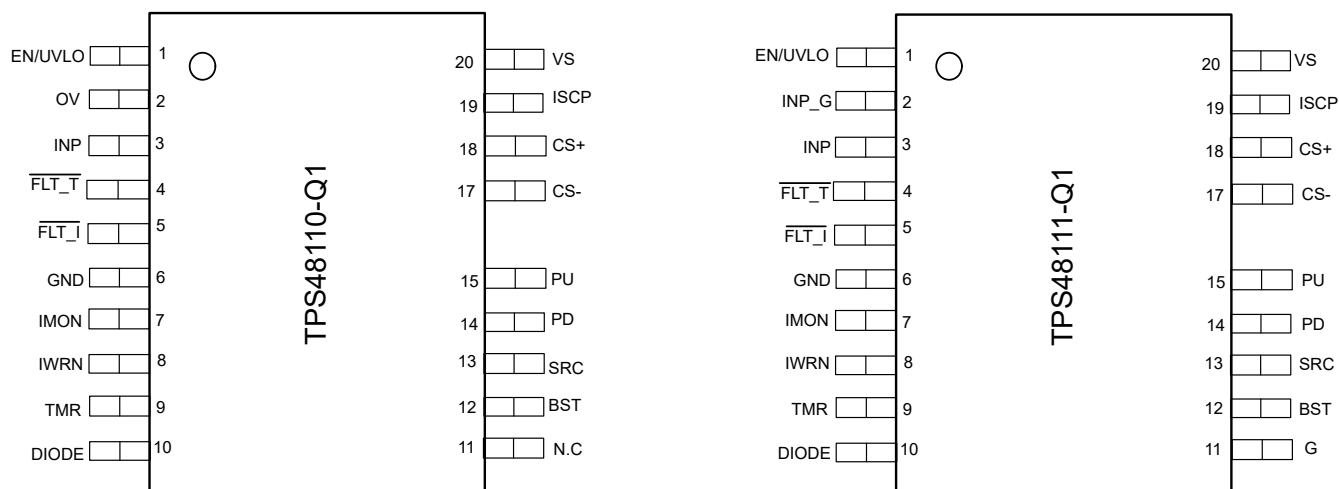 EN/UVLO 1
OV 2
INP 3
FLT_T 4
FLT_I 5
GND 6
IMON 7
IWRN 8
TMR 9
DIODE 10
TPS48110-Q1
20 VS
19 ISCP
18 CS+
17 CS-
15 PU
14 PD
13 SRC
12 BST
11 N.C
EN/UVLO 1
INP_G 2
INP 3
FLT_T 4
FLT_I 5
GND 6
IMON 7
IWRN 8
TMR 9
DIODE 10
TPS48111-Q1
20 VS
19 ISCP
18 CS+
17 CS-
15 PU
14 PD
13 SRC
12 BST
11 G